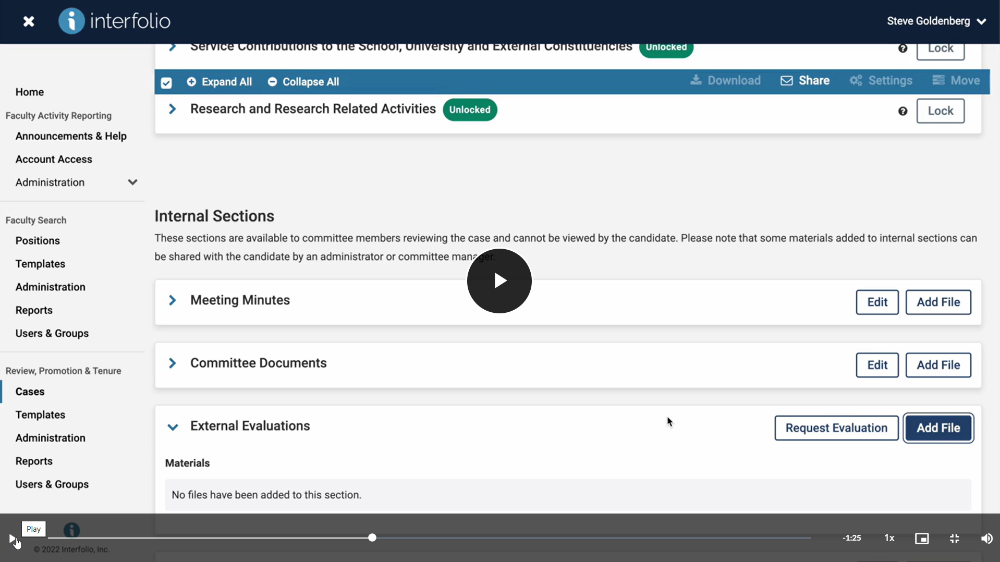 interfolio
Steve Goldenberg
Service Contributions to the School, University and External Constituencies Unlocked Lock
Expand All Collapse All Download Share Settings Move
Research and Research Related Activities Unlocked Lock
Home
Faculty Activity Reporting
Announcements & Help
Account Access
Administration
Faculty Search
Positions
Templates
Administration
Reports
Users & Groups
Review, Promotion & Tenure
Cases
Templates
Administration
Reports
Users & Groups
Internal Sections
These sections are available to committee members reviewing the case and cannot be viewed by the candidate. Please note that some materials added to internal sections can
be shared with the candidate by an administrator or committee manager.
Meeting Minutes Edit Add File
Committee Documents Edit Add File
External Evaluations Request Evaluation Add File
Materials
No files have been added to this section.
Play
-1:25 1x
© 2022 Interfolio, Inc.